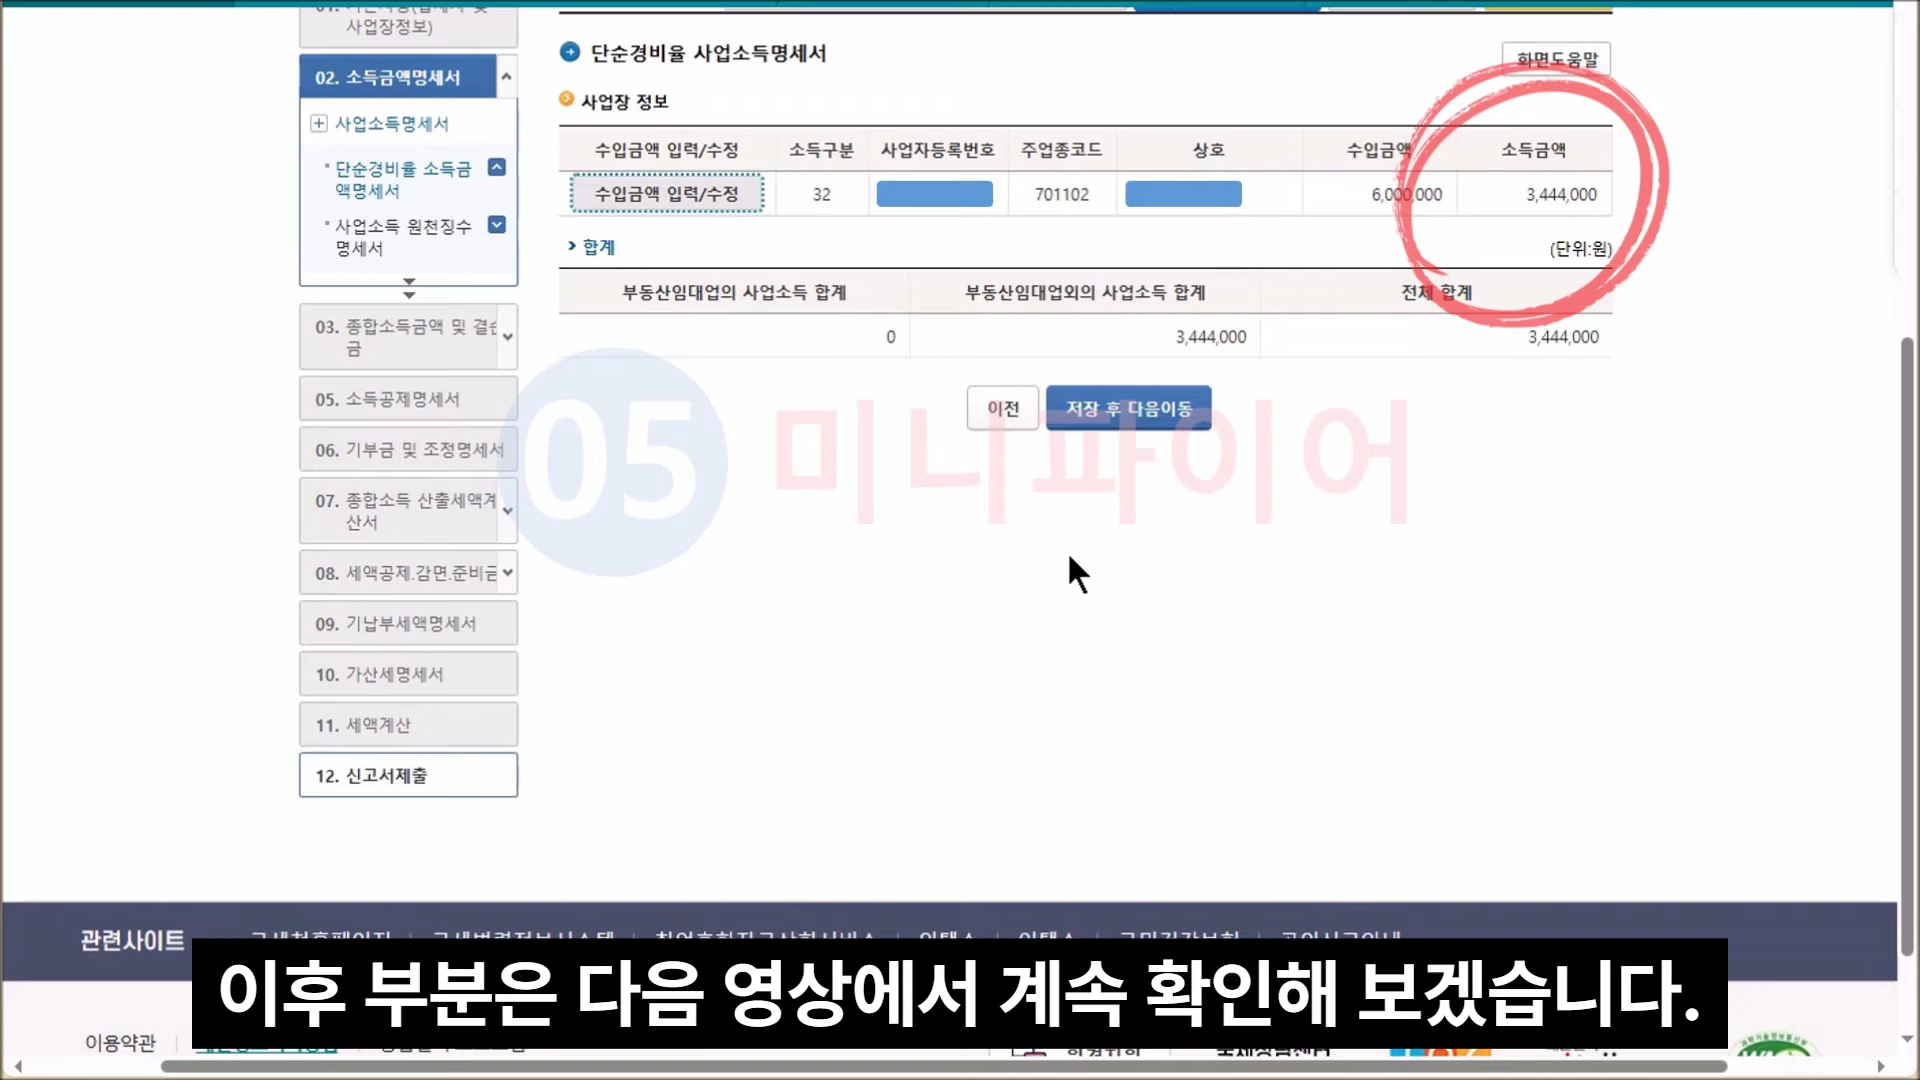 사업장정보)
02. 소득금액명세서
사업소득명세서
단순경비율 소득금
액명세서
사업소득 원천징수
명세서
03. 종합소득금액 및 결손
금
05. 소득공제명세서
06. 기부금 및 조정명세서
07. 종합소득 산출세액계
산서
08. 세액공제.감면.준비금
09. 기납부세액명세서
10. 가산세명세서
11. 세액계산
12. 신고서제출
단순경비율 사업소득명세서
화면도움말
사업장 정보
수입금액 입력/수정 소득구분 사업자등록번호 주업종코드 상호 수입금액 소득금액
수입금액 입력/수정 32 701102 6,000,000 3,444,000
합계
(단위:원)
부동산임대업의 사업소득 합계 부동산임대업외의 사업소득 합계 전체 합계
0 3,444,000 3,444,000
이전 저장 후 다음이동
05 미니파이어
관련사이트
이후 부분은 다음 영상에서 계속 확인해 보겠습니다.
이용약관